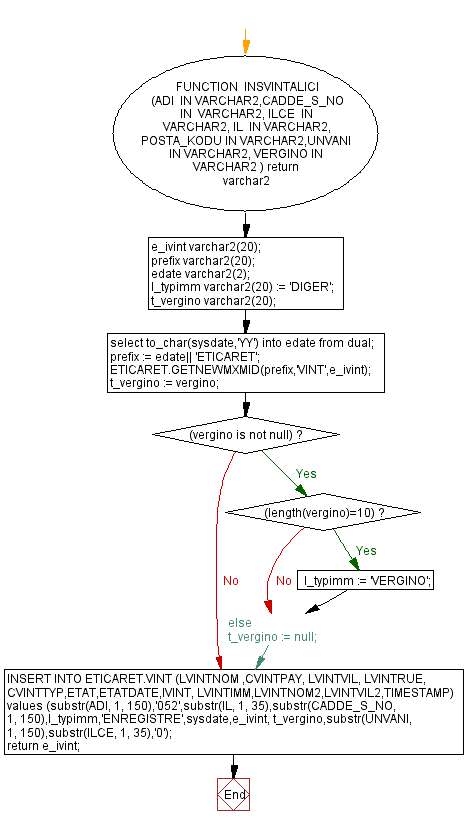 FUNCTION INSVINTALICI
(ADI IN VARCHAR2,CADDE_S_NO
IN VARCHAR2, ILCE IN
VARCHAR2, IL IN VARCHAR2,
POSTA_KODU IN VARCHAR2,UNVANI
IN VARCHAR2, VERGINO IN
VARCHAR2 ) return
varchar2
e_ivint varchar2(20);
prefix varchar2(20);
edate varchar2(2);
l_typimm varchar2(20) := 'DIGER';
t_vergino varchar2(20);
select to_char(sysdate,'YY') into edate from dual;
prefix := edate|| 'ETICARET';
ETICARET.GETNEWMXMID(prefix,'VINT',e_ivint);
t_vergino := vergino;
(vergino is not null) ?
Yes
(length(vergino)=10) ?
Yes
No
No
l_typimm := 'VERGINO';
else
t_vergino := null;
INSERT INTO ETICARET.VINT (LVINTNOM ,CVINTPAY, LVINTVIL, LVINTRUE,
CVINTTYP,ETAT,ETATDATE,IVINT, LVINTIMM,LVINTNOM2,LVINTVIL2,TIMESTAMP)
values (substr(ADI, 1, 150),'052',substr(IL, 1, 35),substr(CADDE_S_NO,
1, 150),l_typimm,'ENREGISTRE',sysdate,e_ivint, t_vergino,substr(UNVANI,
1, 150),substr(ILCE, 1, 35),'0');
return e_ivint;
End